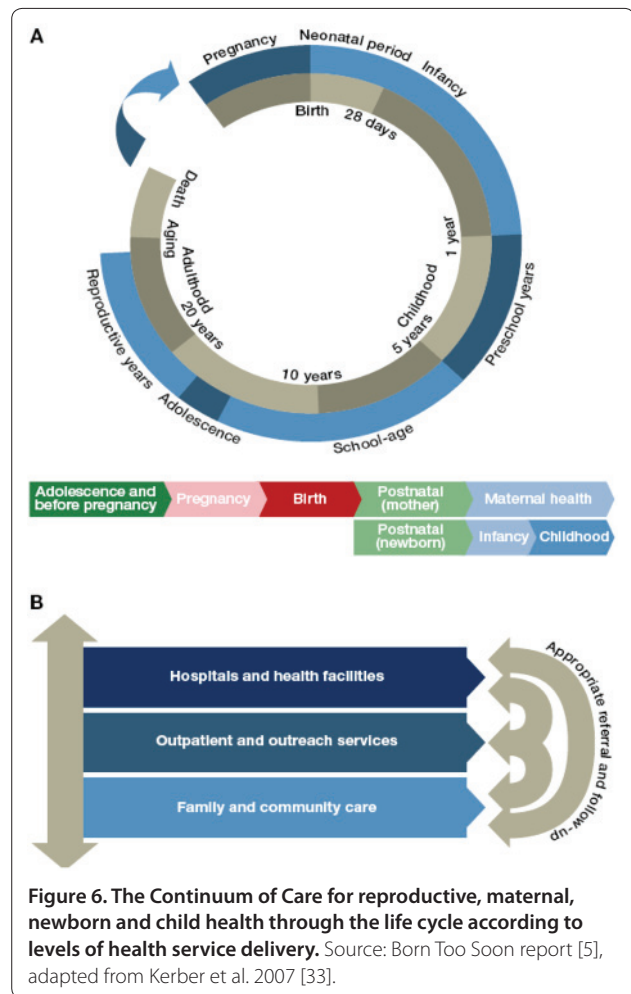 A
Pregnancy
Neonatal period
Infancy
Birth
28 days
1 year
Preschool years
Childhood
5 years
School-age
10 years
Adolescence
20 years
Adulthodd
Reproductive years
Aging
Death
Adolescence and
before pregnancy
Pregnancy
Birth
Postnatal
(mother)
Maternal health
Postnatal
(newborn)
Infancy
Childhood
B
Hospitals and health facilities
Outpatient and outreach services
Family and community care
Appropriate referral and follow-up
Figure 6. The Continuum of Care for reproductive, maternal,
newborn and child health through the life cycle according to
levels of health service delivery. Source: Born Too Soon report [5],
adapted from Kerber et al. 2007 [33].